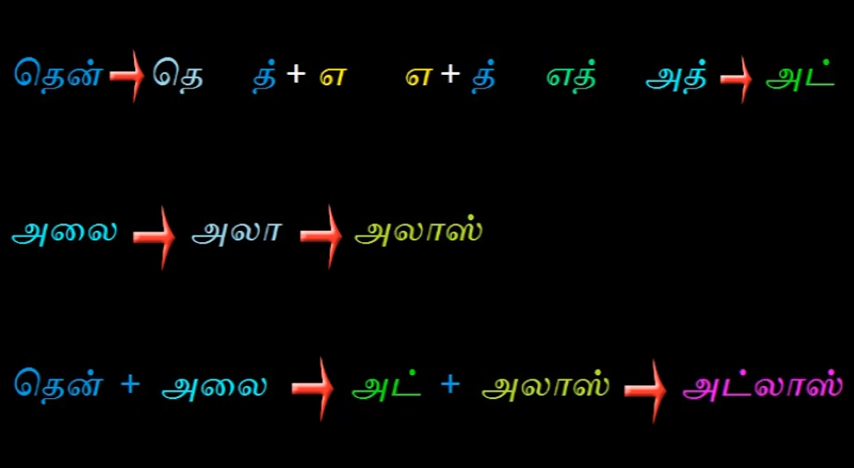 தென் → தெ த் + எ எ + த் எத் அத் → அட்
அலை → அலா → அலாஸ்
தென் + அலை → அட் + அலாஸ் → அட்லாஸ்